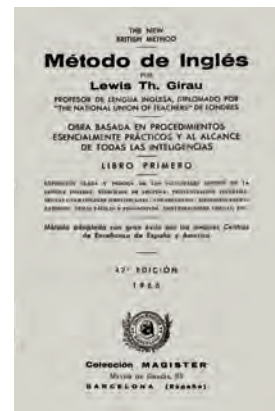 THE NEW
BRITISH METHOD
Método de Inglés
POR
Lewis Th. Girau
PROFESOR DE LENGUA INGLESA, DIPLOMADO POR
"THE NATIONAL UNION OF TEACHERS" DE LONDRES
OBRA BASADA EN PROCEDIMIENTOS
ESENCIALMENTE PRÁCTICOS Y AL ALCANCE
DE TODAS LAS INTELIGENCIAS
LIBRO PRIMERO
Método adoptado con gran éxito por los mejores Centros
de Enseñanza de España y América
EDICIÓN
Colección MAGISTER
BARCELONA (España)